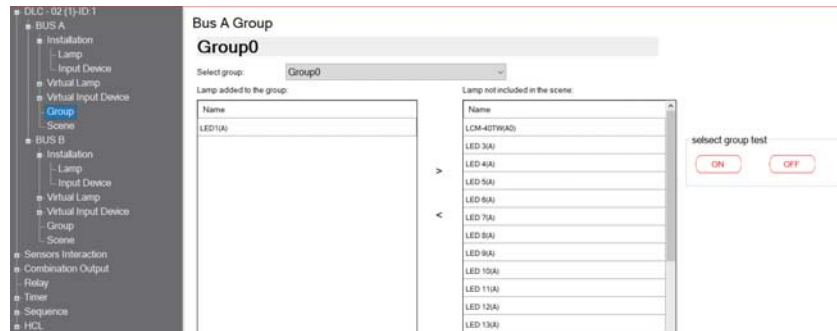 DLC - 02 (1)-ID:1
BUS A
Installation
Lamp
Input Device
Virtual Lamp
Virtual Input Device
Group
Scene
BUS B
Installation
Lamp
Input Device
Virtual Lamp
Virtual Input Device
Group
Scene
Sensors Interaction
Combination Output
Relay
Timer
Sequence
HCL
Bus A Group
Group0
Select group:
Group0
Lamp added to the group:
Name
LED1(A)
>
<
Lamp not included in the scene:
Name
LCM-40TW(A0)
LED 3(A)
LED 4(A)
LED 5(A)
LED 6(A)
LED 7(A)
LED 8(A)
LED 9(A)
LED 10(A)
LED 11(A)
LED 12(A)
LED 13(A)
selsect group test
ON
OFF